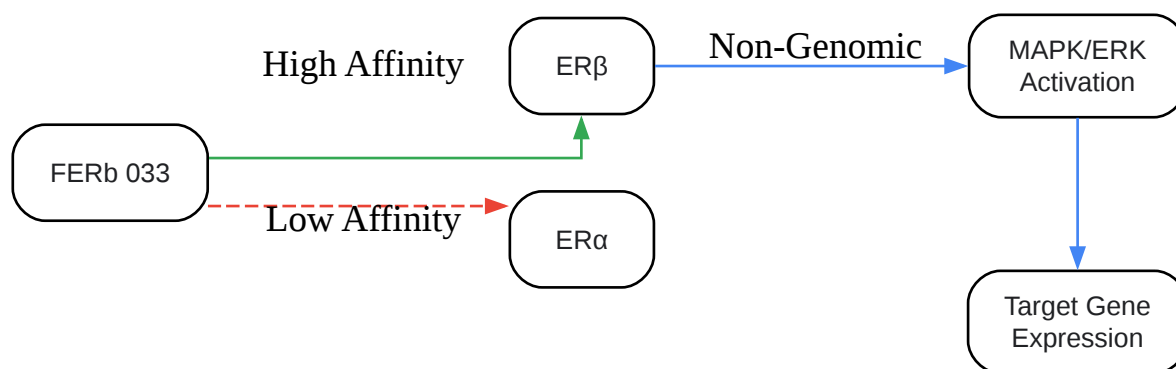 High Affinity
ERβ
Non-Genomic
MAPK/ERK
Activation
FERb 033
Low Affinity
ERα
Target Gene
Expression